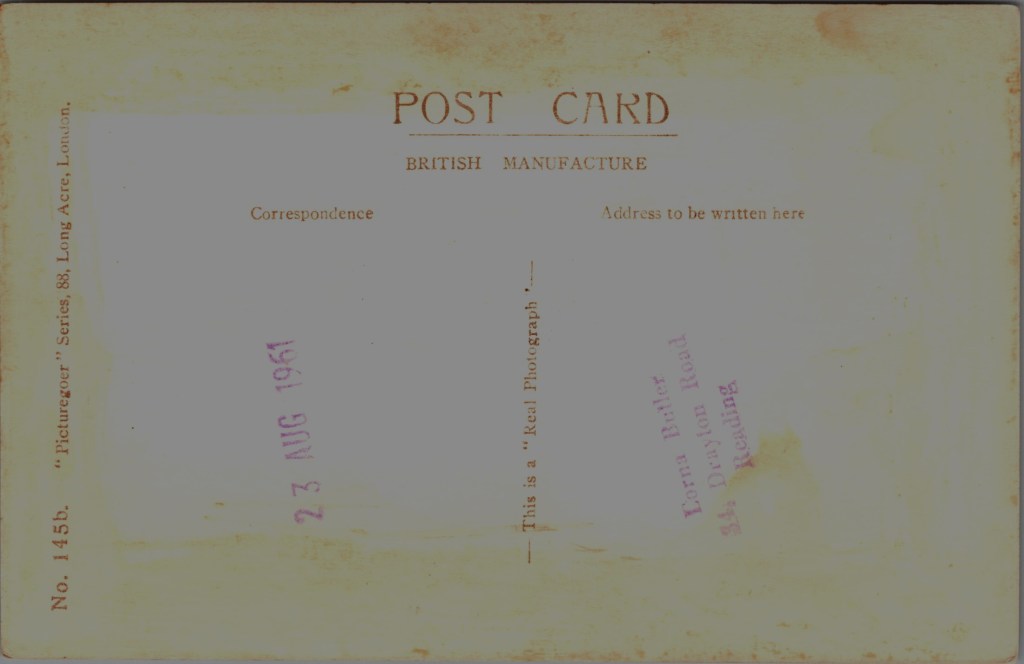 POST CARD
BRITISH MANUFACTURE
Correspondence
Address to be written here
No. 145b. "Picturegoer" Series, 88, Long Acre, London.
23 AUG 1961
— This is a "Real Photograph" —
Lorna Butler
34, Drayton Road
Reading